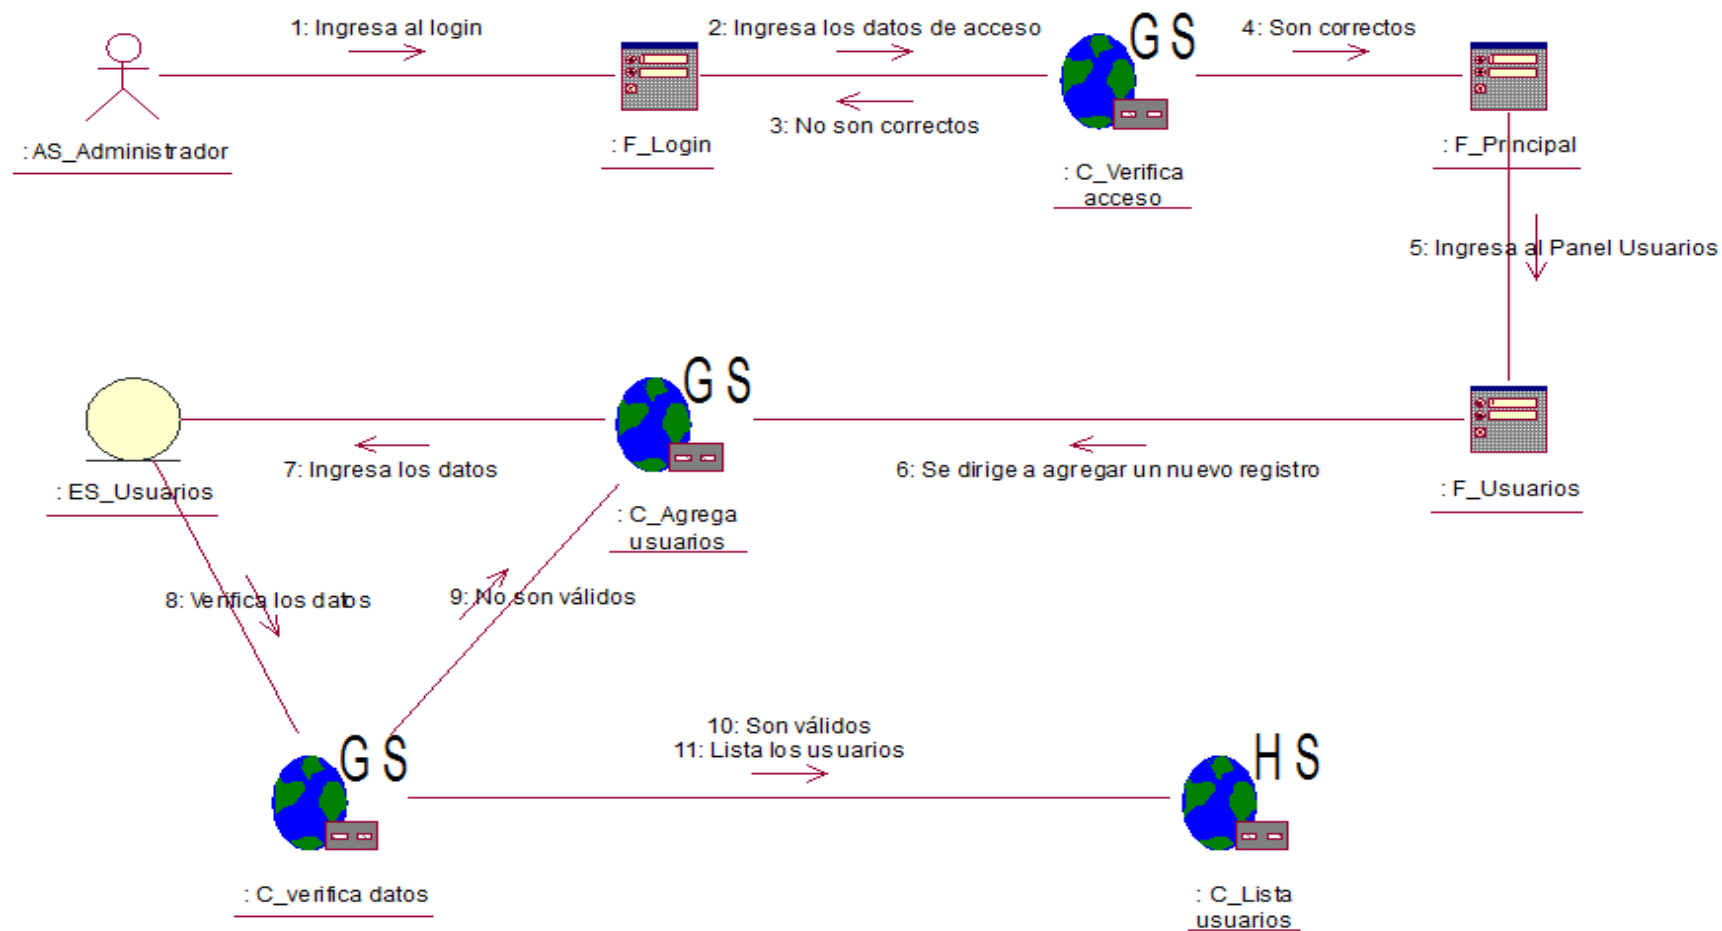 1: Ingresa al login
2: Ingresa los datos de acceso
G S
4: Son correctos
3: No son correctos
: AS_Administrador
: F_Login
: C_Verifica
acceso
: F_Principal
5: Ingresa al Panel Usuarios
G S
7: Ingresa los datos
6: Se dirige a agregar un nuevo registro
: ES_Usuarios
: C_Agrega
usuarios
: F_Usuarios
8: Verifica los datos
9: No son válidos
10: Son válidos
11: Lista los usuarios
G S
H S
: C_verifica datos
: C_Lista
usuarios